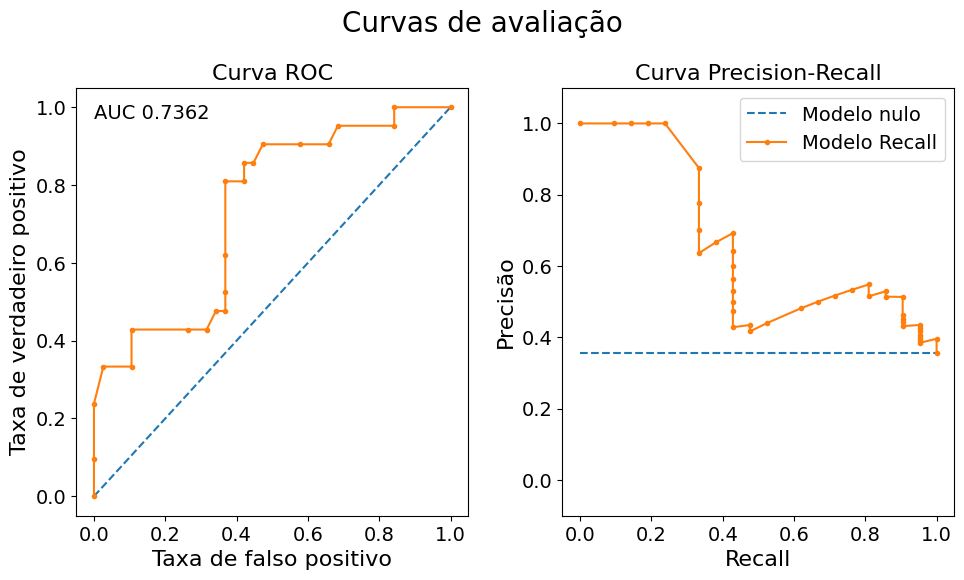 Curvas de avaliação
Curva ROC
AUC 0.7362
Taxa de verdadeiro positivo
1.0
0.8
0.6
0.4
0.2
0.0
0.0 0.2 0.4 0.6 0.8 1.0
Taxa de falso positivo
Curva Precision-Recall
Modelo nulo
Modelo Recall
Precisão
1.0
0.8
0.6
0.4
0.2
0.0
0.0 0.2 0.4 0.6 0.8 1.0
Recall